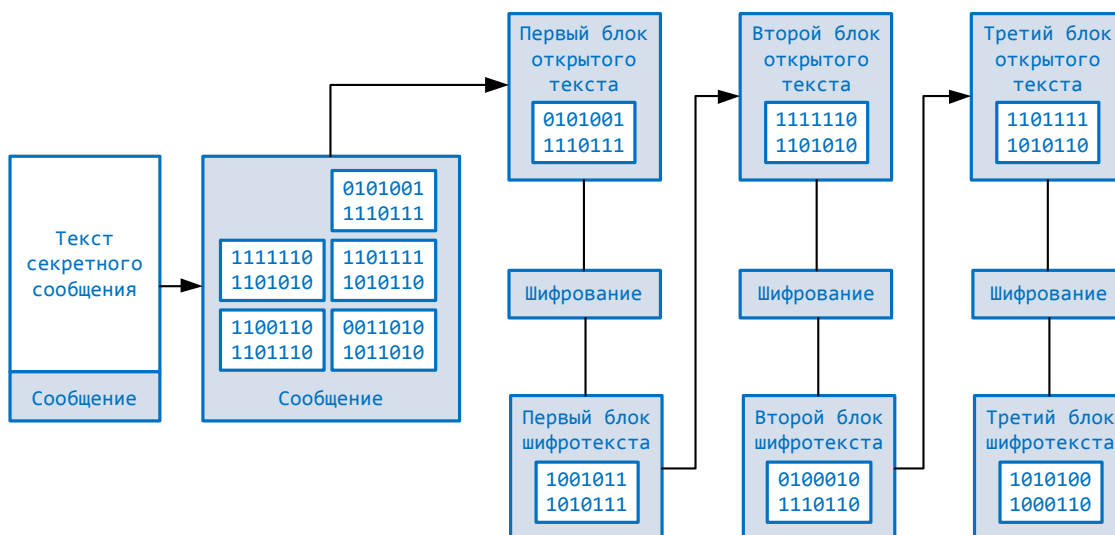 Текст
секретного
сообщения
Сообщение
0101001
1110111
1111110
1101010
1101111
1010110
1100110
1101110
0011010
1011010
Сообщение
Первый блок
открытого
текста
0101001
1110111
Шифрование
Первый блок
шифротекста
1001011
1010111
Второй блок
открытого
текста
1111110
1101010
Шифрование
Второй блок
шифротекста
0100010
1110110
Третий блок
открытого
текста
1101111
1010110
Шифрование
Третий блок
шифротекста
1010100
1000110